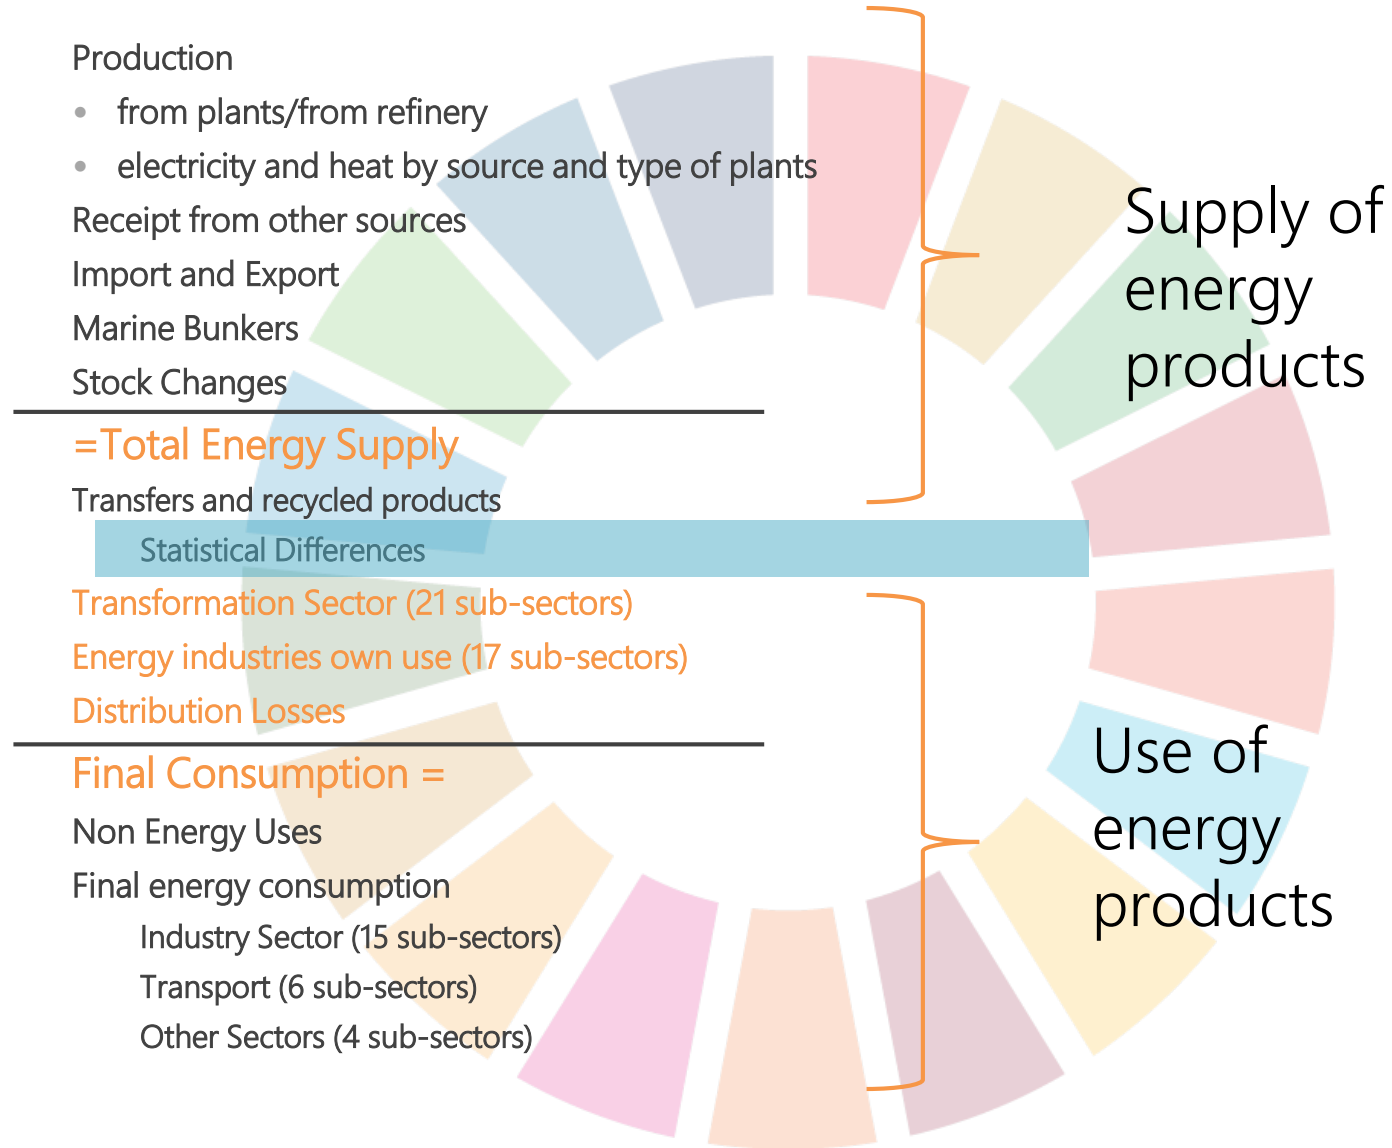 Production
• from plants/from refinery
• electricity and heat by source and type of plants
Receipt from other sources
Import and Export
Marine Bunkers
Stock Changes
=Total Energy Supply
Transfers and recycled products
Statistical Differences
Transformation Sector (21 sub-sectors)
Energy industries own use (17 sub-sectors)
Distribution Losses
Final Consumption =
Non Energy Uses
Final energy consumption
Industry Sector (15 sub-sectors)
Transport (6 sub-sectors)
Other Sectors (4 sub-sectors)
Supply of
energy
products
Use of
energy
products